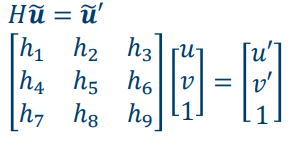 Hũ = ũ′
[h₁ h₂ h₃] [u] = [u′]
[h₄ h₅ h₆] [v] = [v′]
[h₇ h₈ h₉] [1] = [1]